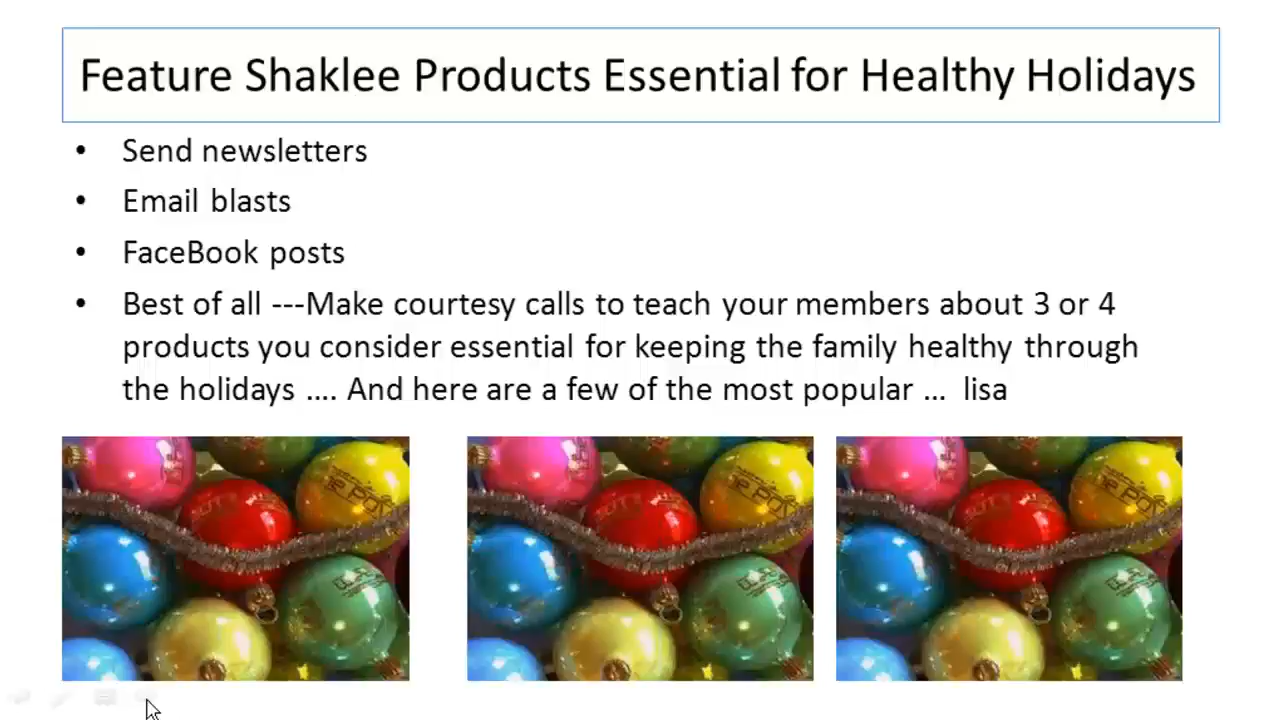 Feature Shaklee Products Essential for Healthy Holidays
• Send newsletters
• Email blasts
• FaceBook posts
• Best of all ---Make courtesy calls to teach your members about 3 or 4
products you consider essential for keeping the family healthy through
the holidays .... And here are a few of the most popular ... lisa